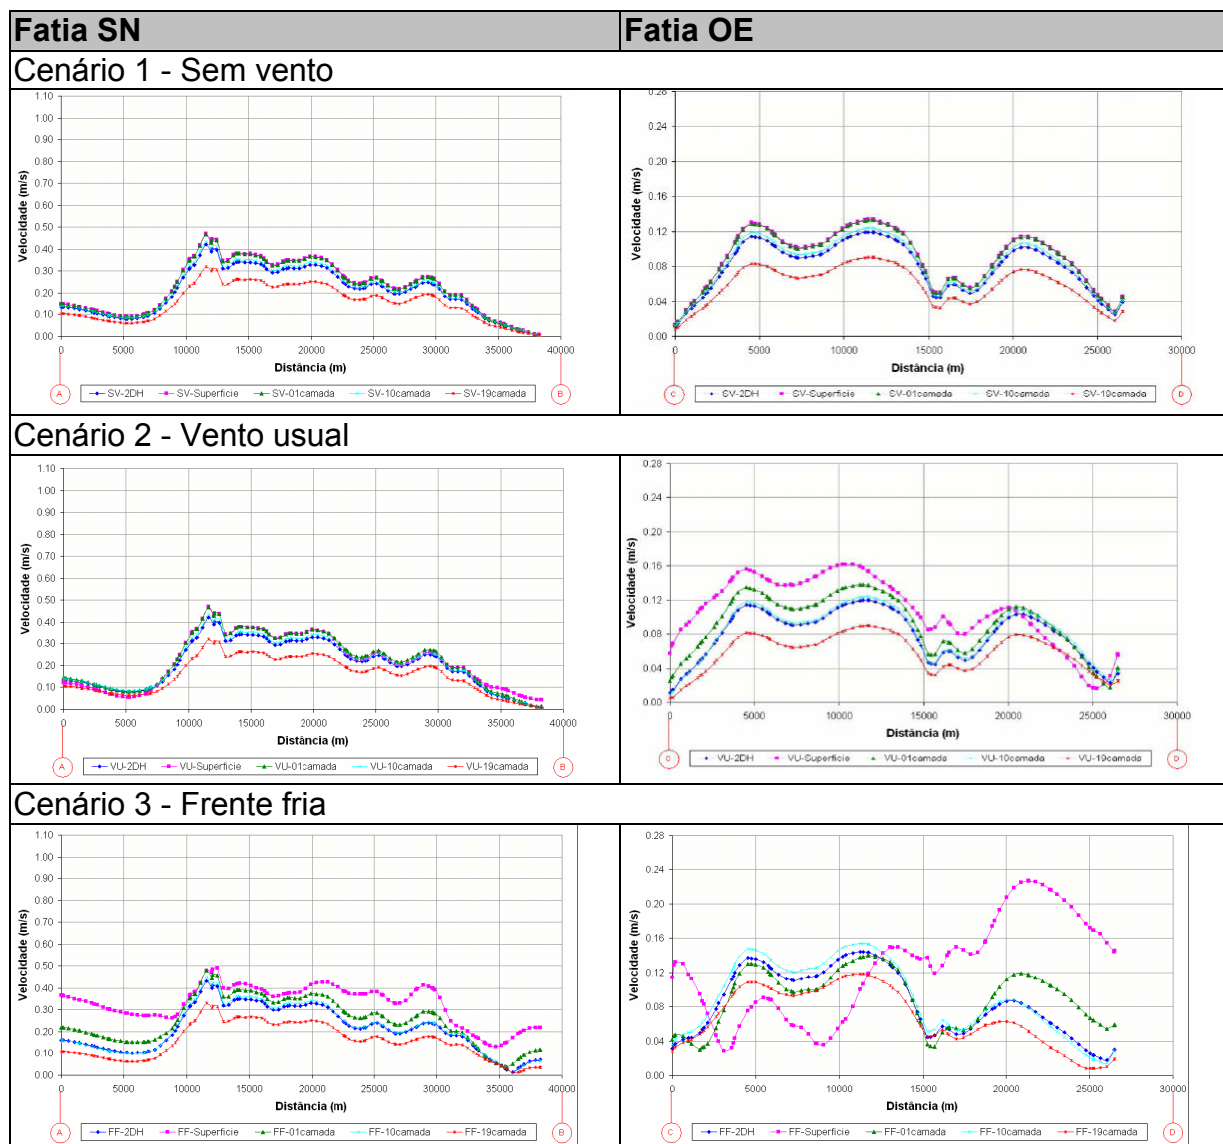 Fatia SN
Fatia OE
Cenário 1 - Sem vento
1.10
1.00
0.90
0.80
0.70
0.60
0.50
0.40
0.30
0.20
0.10
0.00
Velocidade (m/s)
0 5000 10000 15000 20000 25000 30000 35000 40000
Distância (m)
A SV-2DH SV-Superfície SV-01camada SV-10camada SV-19camada B
0.28
0.24
0.20
0.16
0.12
0.08
0.04
0.00
Velocidade (m/s)
0 5000 10000 15000 20000 25000 30000
Distância (m)
C SV-2DH SV-Superfície SV-01camada SV-10camada SV-19camada D
Cenário 2 - Vento usual
1.10
1.00
0.90
0.80
0.70
0.60
0.50
0.40
0.30
0.20
0.10
0.00
Velocidade (m/s)
0 5000 10000 15000 20000 25000 30000 35000 40000
Distância (m)
A VU-2DH VU-Superfície VU-01camada VU-10camada VU-19camada B
0.28
0.24
0.20
0.16
0.12
0.08
0.04
0.00
Velocidade (m/s)
0 5000 10000 15000 20000 25000 30000
Distância (m)
C VU-2DH VU-Superfície VU-01camada VU-10camada VU-19camada D
Cenário 3 - Frente fria
1.10
1.00
0.90
0.80
0.70
0.60
0.50
0.40
0.30
0.20
0.10
0.00
Velocidade (m/s)
0 5000 10000 15000 20000 25000 30000 35000 40000
Distância (m)
A FF-2DH FF-Superfície FF-01camada FF-10camada FF-19camada B
0.28
0.24
0.20
0.16
0.12
0.08
0.04
0.00
Velocidade (m/s)
0 5000 10000 15000 20000 25000 30000
Distância (m)
C FF-2DH FF-Superfície FF-01camada FF-10camada FF-19camada D